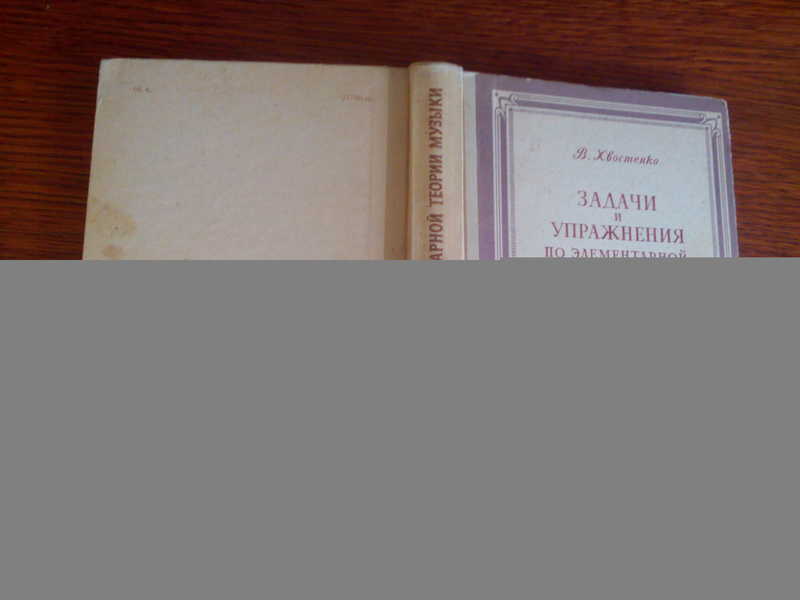 АРНОЙ ТЕОРИИ МУЗЫКИ
В. Хвостенко
ЗАДАЧИ
и
УПРАЖНЕНИЯ
ПО ЭЛЕМЕНТАРНОЙ